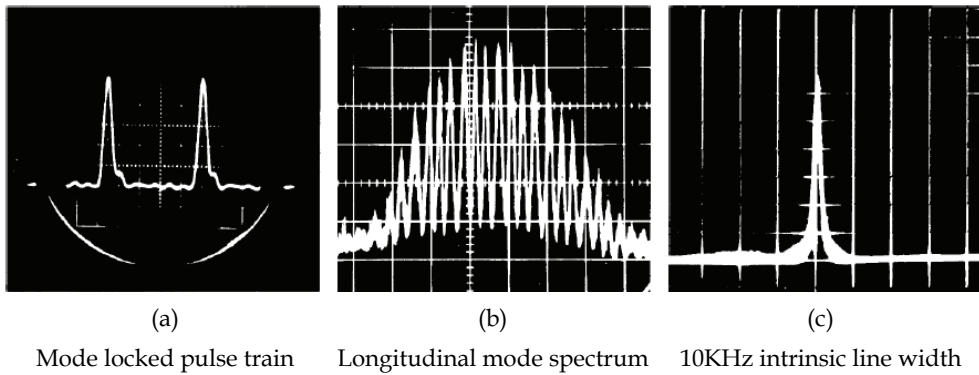 (a)
(b)
(c)
Mode locked pulse train
Longitudinal mode spectrum
10KHz intrinsic line width